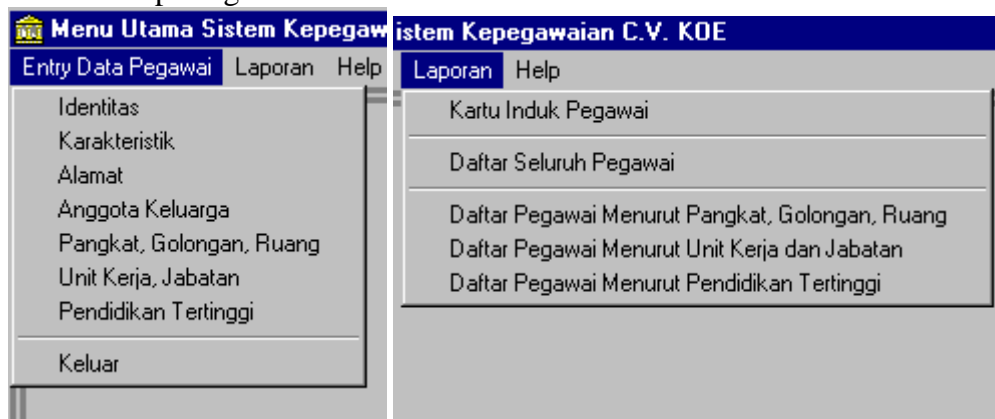 Menu Utama Sistem Kepegaw
Entry Data Pegawai Laporan Help
Identitas
Karakteristik
Alamat
Anggota Keluarga
Pangkat, Golongan, Ruang
Unit Kerja, Jabatan
Pendidikan Tertinggi
Keluar
istem Kepegawaian C.V. KOE
Laporan Help
Kartu Induk Pegawai
Daftar Seluruh Pegawai
Daftar Pegawai Menurut Pangkat, Golongan, Ruang
Daftar Pegawai Menurut Unit Kerja dan Jabatan
Daftar Pegawai Menurut Pendidikan Tertinggi